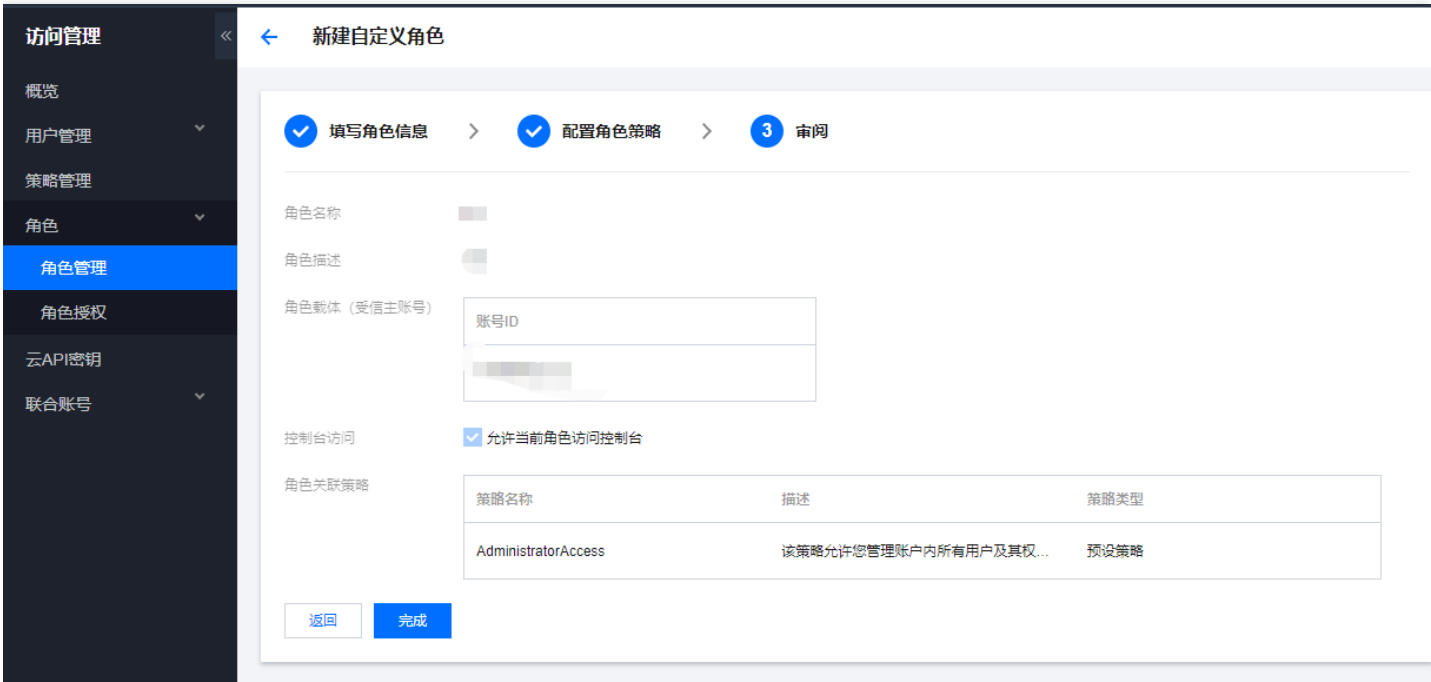 访问管理
新建自定义角色
概览
用户管理
策略管理
角色
角色管理
角色授权
云API密钥
联合账号
填写角色信息
配置角色策略
3 审阅
角色名称
角色描述
角色载体（受信主账号）
账号ID
控制台访问
允许当前角色访问控制台
角色关联策略
策略名称 描述 策略类型
AdministratorAccess 该策略允许您管理账户内所有用户及其权... 预设策略
返回 完成